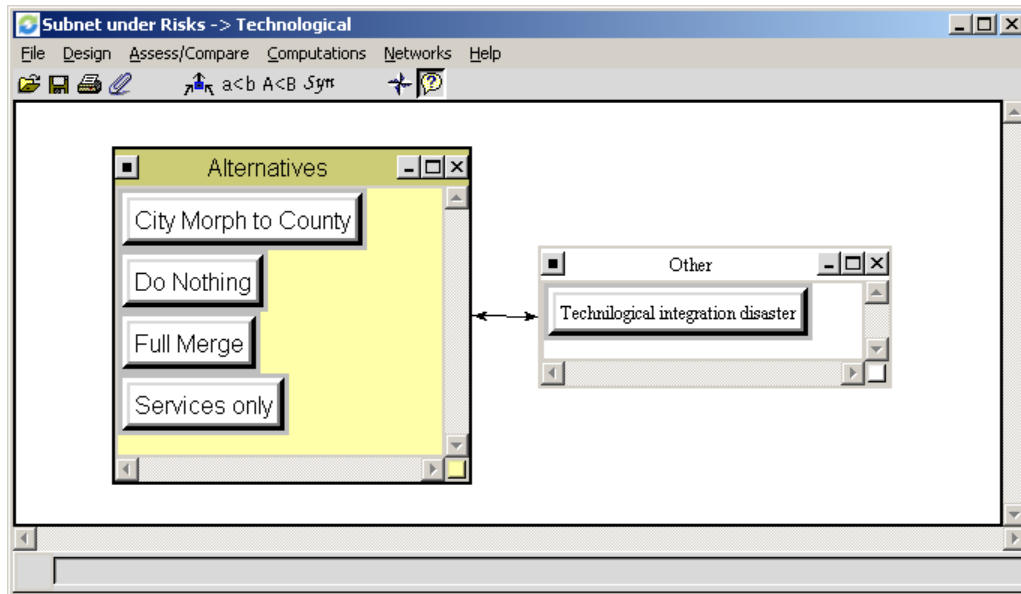 Subnet under Risks -> Technological
File Design Assess/Compare Computations Networks Help
a<b A<B Syn
Alternatives
City Morph to County
Do Nothing
Full Merge
Services only
Other
Technilogical integration disaster